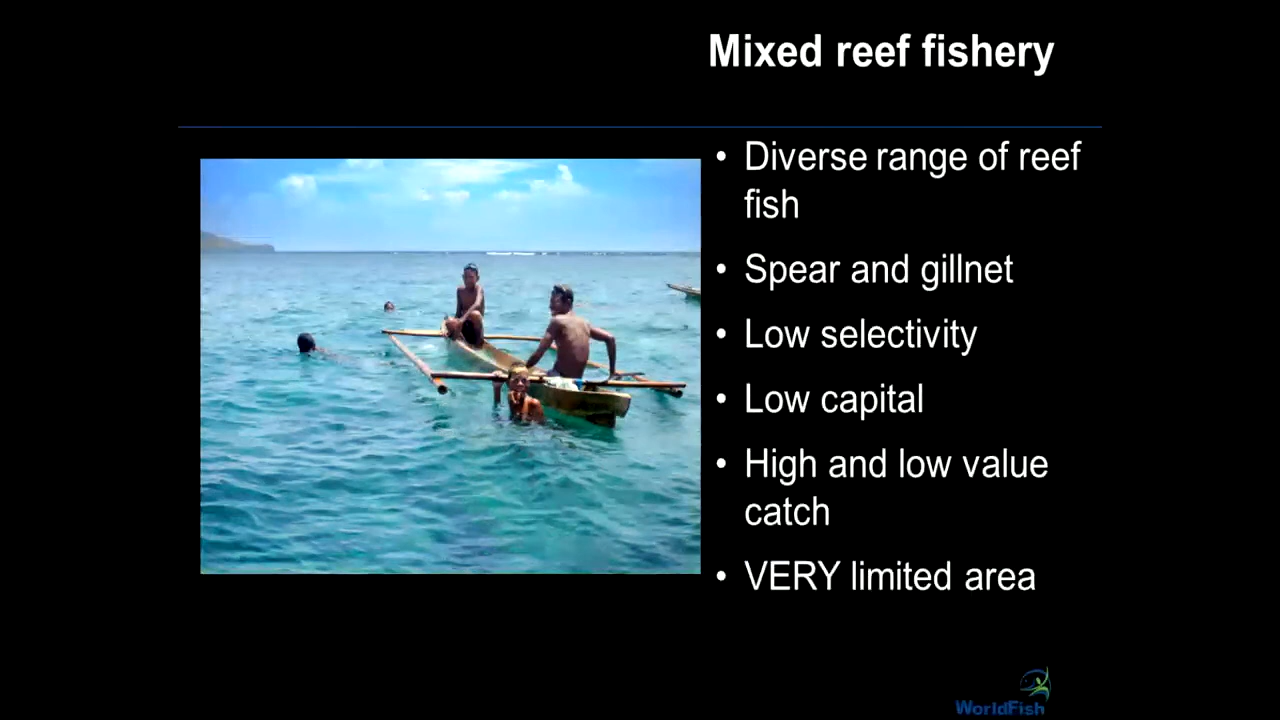 Mixed reef fishery
• Diverse range of reef
fish
• Spear and gillnet
• Low selectivity
• Low capital
• High and low value
catch
• VERY limited area
WorldFish